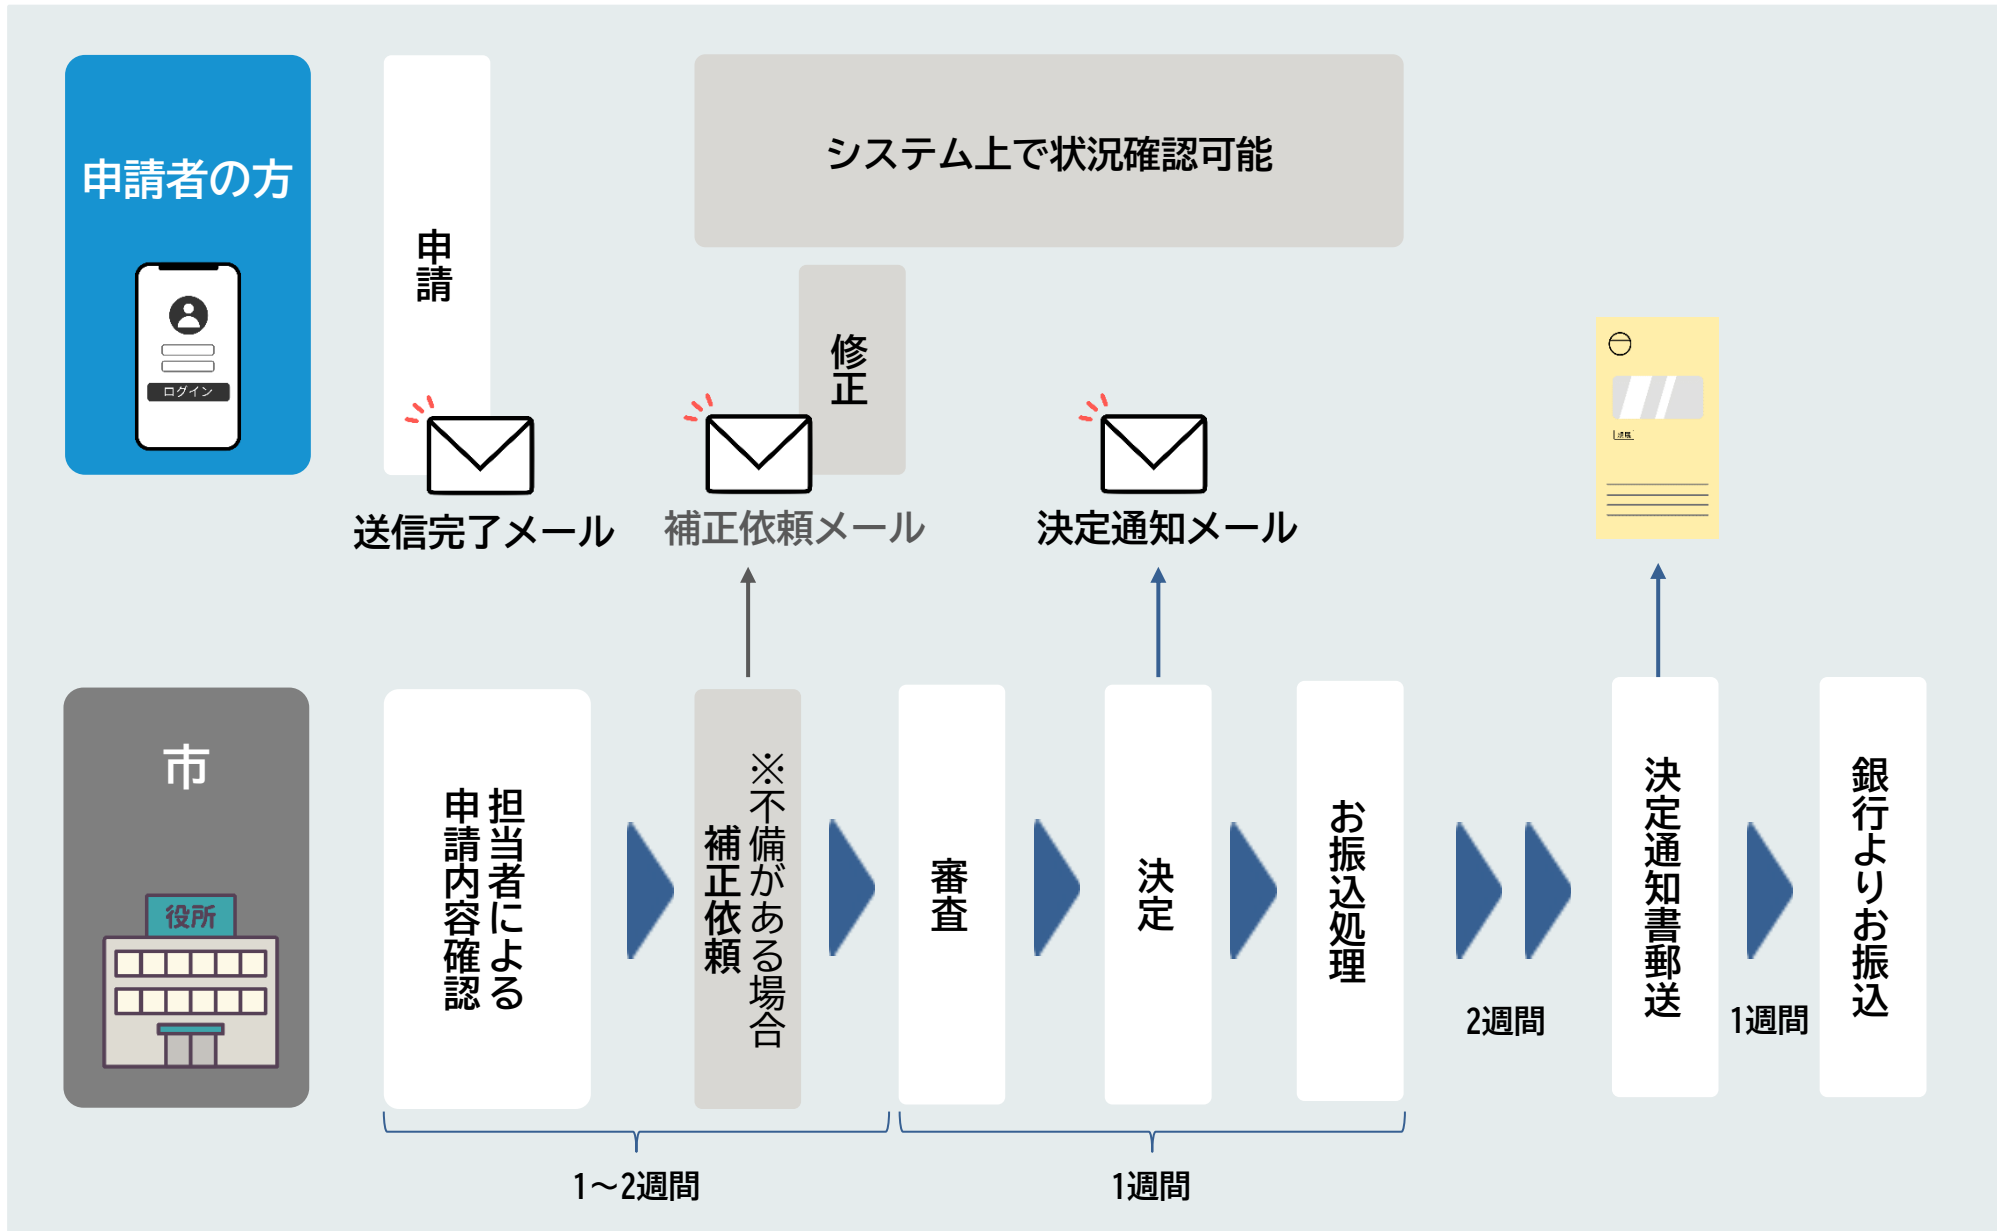 申請者の方
ログイン
申請
システム上で状況確認可能
修正
送信完了メール
補正依頼メール
決定通知メール
市
役所
担当者による
申請内容確認
※不備がある場合
補正依頼
審査
決定
お振込処理
2週間
決定通知書郵送
1週間
銀行よりお振込
1～2週間
1週間